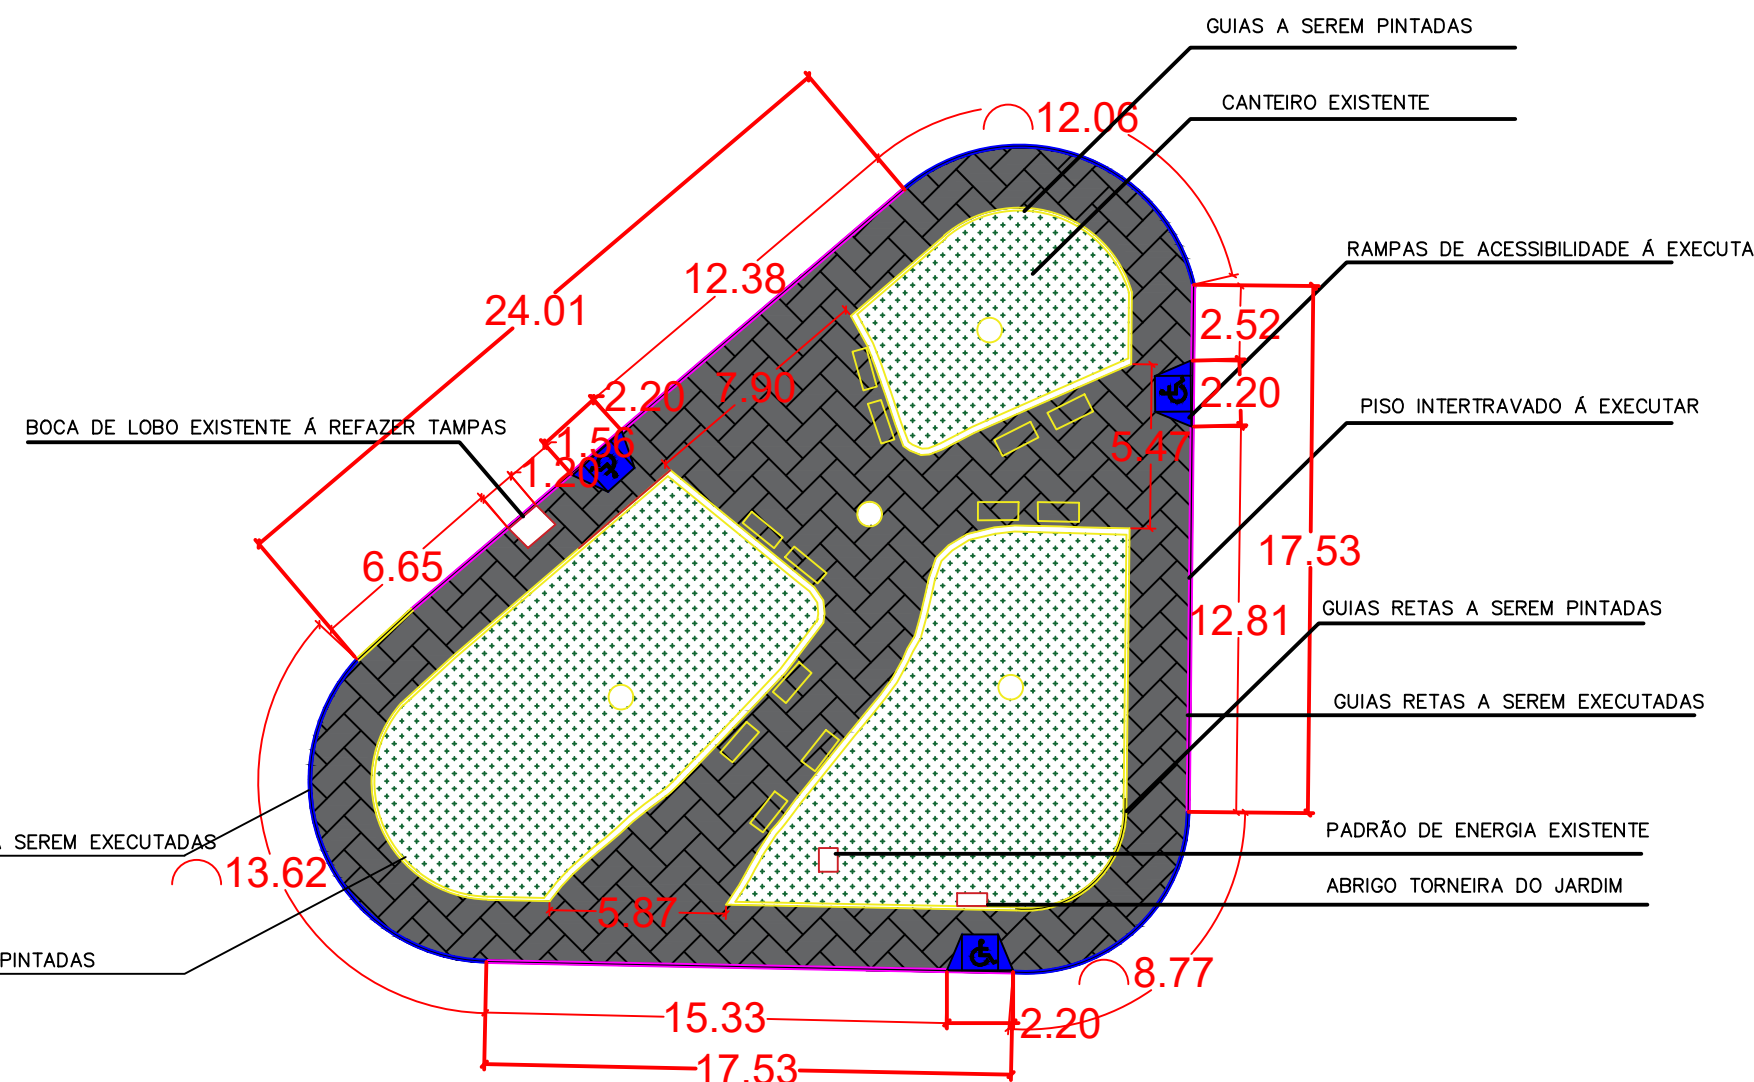 GUIAS A SEREM PINTADAS
CANTEIRO EXISTENTE
12.06
RAMPAS DE ACESSIBILIDADE Á EXECUTA
12.38
24.01
2.52
2.20
7.90
2.20
PISO INTERTRAVADO Á EXECUTAR
BOCA DE LOBO EXISTENTE Á REFAZER TAMPAS
1.56
5.47
1.20
17.53
6.65
GUIAS RETAS A SEREM PINTADAS
12.81
GUIAS RETAS A SEREM EXECUTADAS
PADRÃO DE ENERGIA EXISTENTE
A SEREM EXECUTADAS
13.62
ABRIGO TORNEIRA DO JARDIM
5.87
PINTADAS
8.77
15.33
2.20
17.53